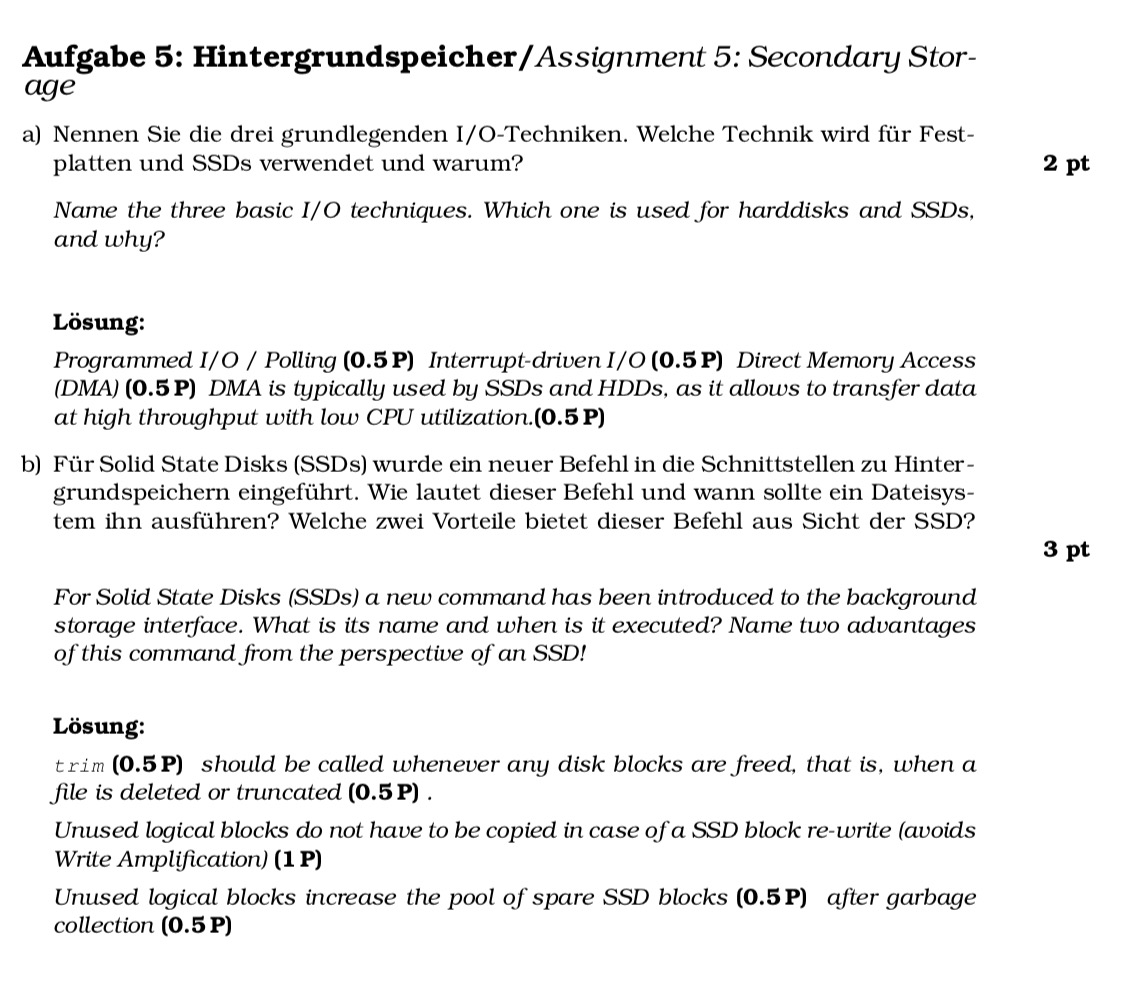 Aufgabe 5: Hintergrundspeicher/Assignment 5: Secondary Stor-
age
a) Nennen Sie die drei grundlegenden I/O-Techniken. Welche Technik wird für Fest-
platten und SSDs verwendet und warum? 2 pt
Name the three basic I/O techniques. Which one is used for harddisks and SSDs,
and why?
Lösung:
Programmed I/O / Polling (0.5 P) Interrupt-driven I/O (0.5 P) Direct Memory Access
(DMA) (0.5 P) DMA is typically used by SSDs and HDDs, as it allows to transfer data
at high throughput with low CPU utilization.(0.5 P)
b) Für Solid State Disks (SSDs) wurde ein neuer Befehl in die Schnittstellen zu Hinter-
grundspeichern eingeführt. Wie lautet dieser Befehl und wann sollte ein Dateisys-
tem ihn ausführen? Welche zwei Vorteile bietet dieser Befehl aus Sicht der SSD?
3 pt
For Solid State Disks (SSDs) a new command has been introduced to the background
storage interface. What is its name and when is it executed? Name two advantages
of this command from the perspective of an SSD!
Lösung:
trim (0.5 P) should be called whenever any disk blocks are freed, that is, when a
file is deleted or truncated (0.5 P) .
Unused logical blocks do not have to be copied in case of a SSD block re-write (avoids
Write Amplification) (1 P)
Unused logical blocks increase the pool of spare SSD blocks (0.5 P) after garbage
collection (0.5 P)